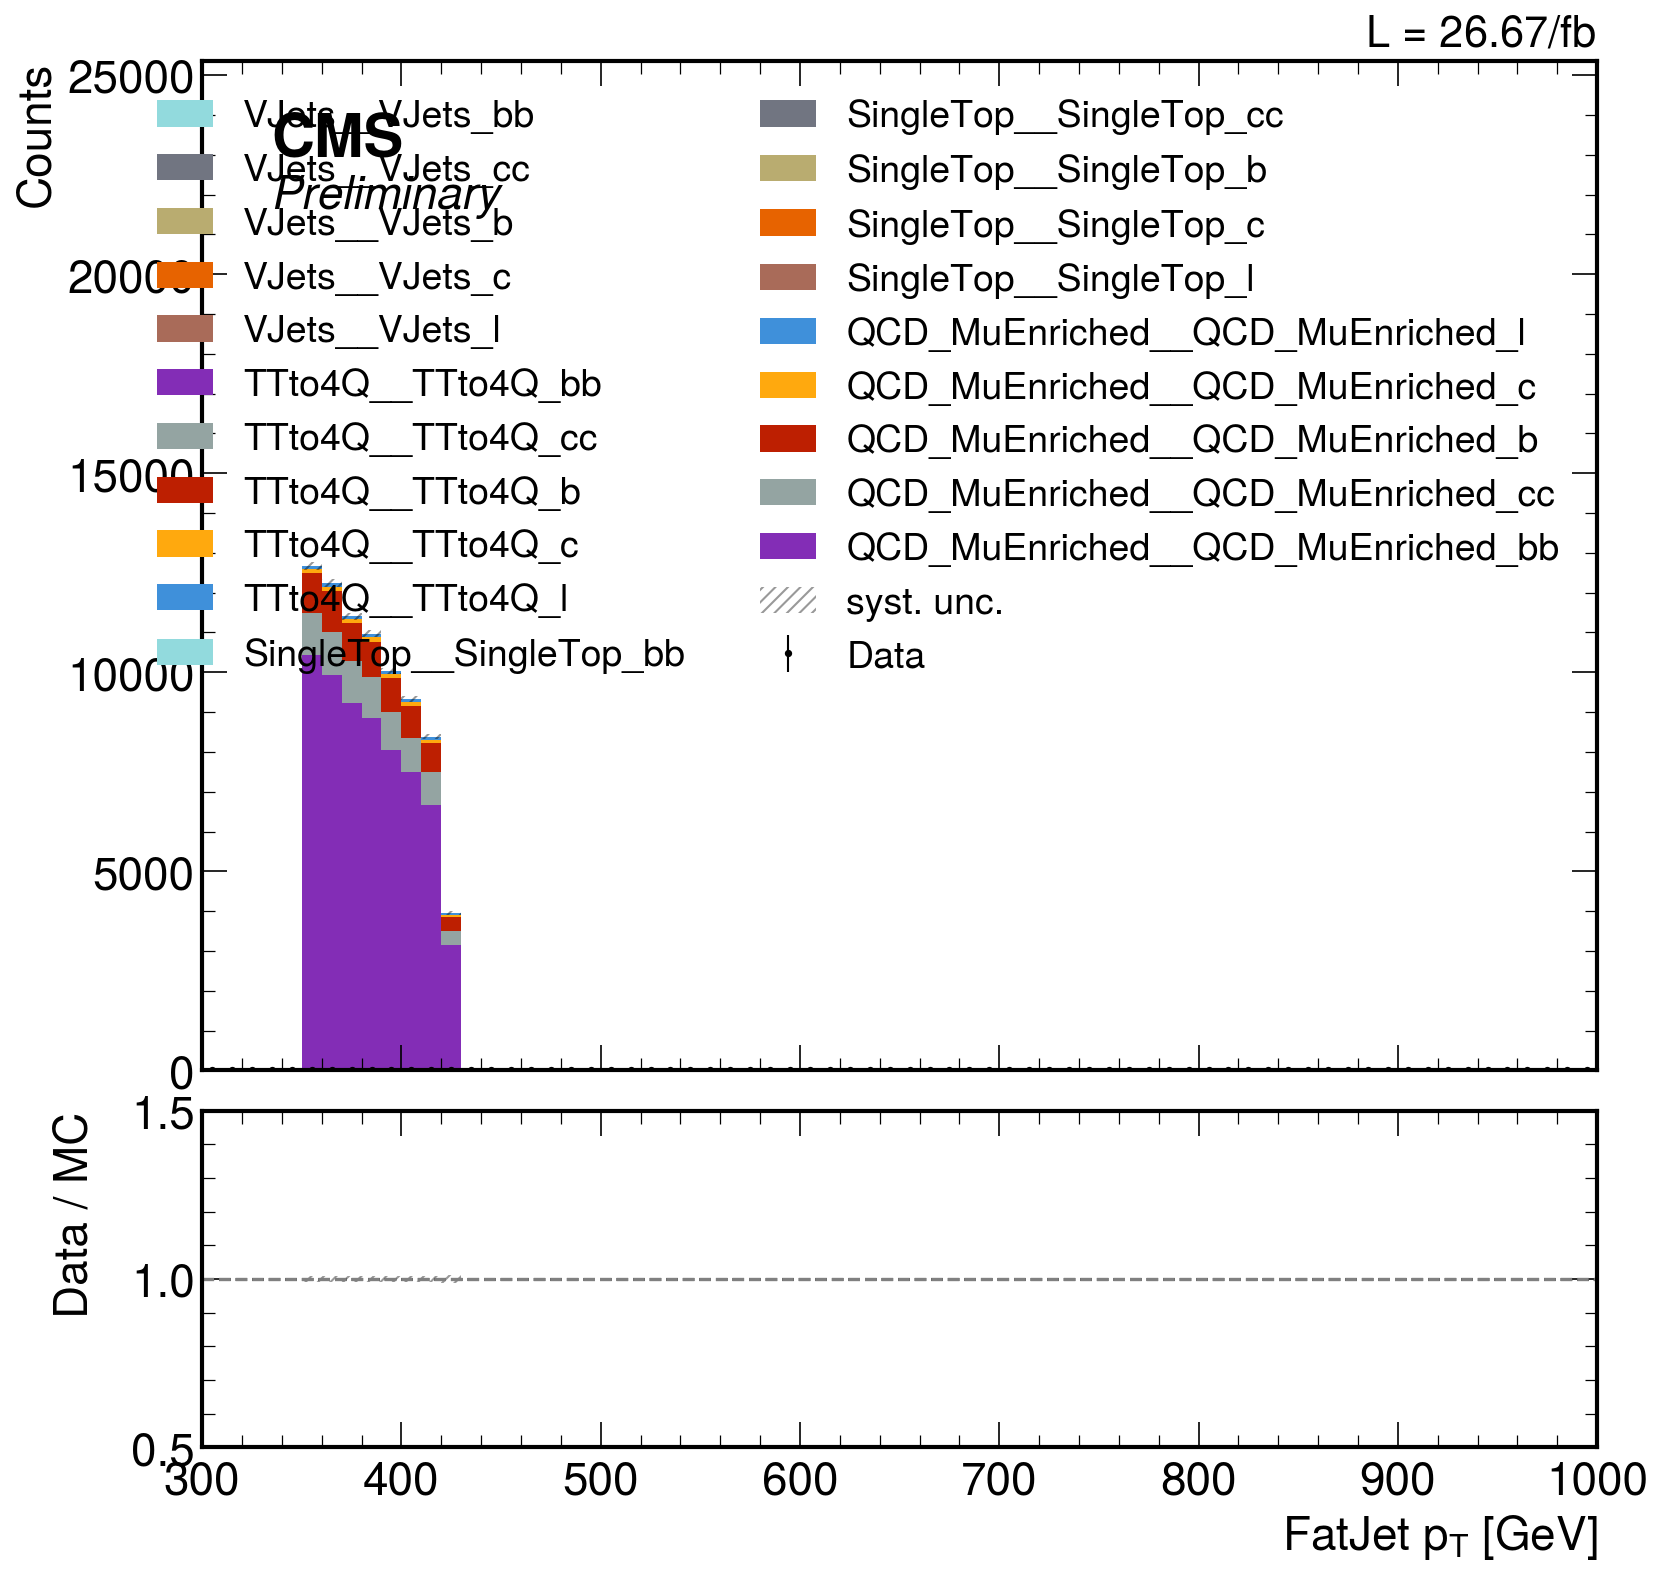 L = 26.67/fb
Counts
25000
20000
15000
10000
5000
0
CMS
Preliminary
VJets__VJets_bb
VJets__VJets_cc
VJets__VJets_b
VJets__VJets_c
VJets__VJets_l
TTto4Q__TTto4Q_bb
TTto4Q__TTto4Q_cc
TTto4Q__TTto4Q_b
TTto4Q__TTto4Q_c
TTto4Q__TTto4Q_l
SingleTop__SingleTop_bb
SingleTop__SingleTop_cc
SingleTop__SingleTop_b
SingleTop__SingleTop_c
SingleTop__SingleTop_l
QCD_MuEnriched__QCD_MuEnriched_l
QCD_MuEnriched__QCD_MuEnriched_c
QCD_MuEnriched__QCD_MuEnriched_b
QCD_MuEnriched__QCD_MuEnriched_cc
QCD_MuEnriched__QCD_MuEnriched_bb
syst. unc.
Data
Data / MC
1.5
1.0
0.5
300 400 500 600 700 800 900 1000
FatJet p_T [GeV]